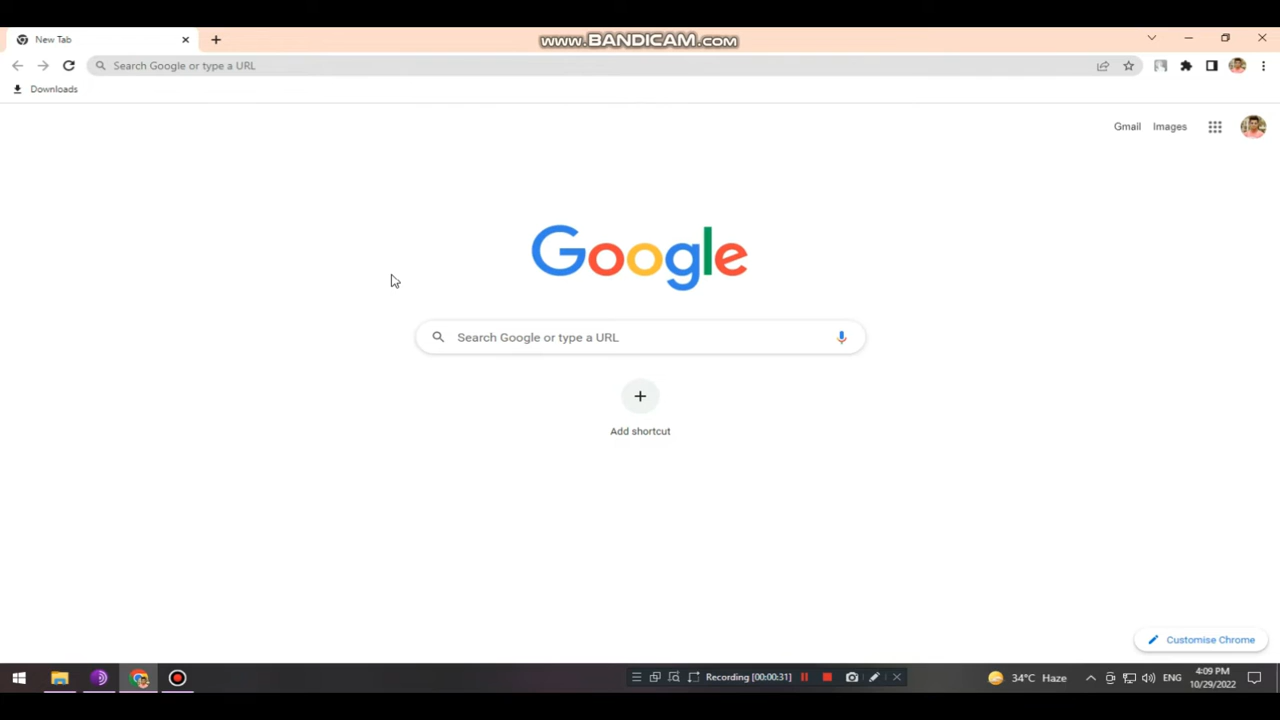 New Tab
www.BANDICAM.com
Search Google or type a URL
Downloads
Gmail Images
Google
Search Google or type a URL
Add shortcut
Customise Chrome
Recording [00:00:31]
34°C Haze
ENG
4:09 PM
10/29/2022